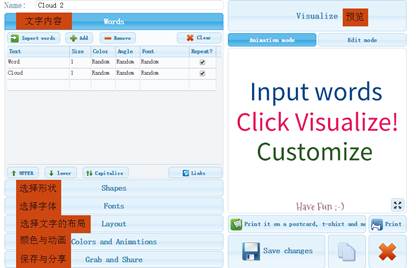 Name: Cloud 2
文字内容 Words
Import words Add Remove Clear
Text Size Color Angle Font Repeat?
Word 1 Random Random Random
Cloud 1 Random Random Random
UPPER lower Capitalize Links
选择形状 Shapes
选择字体 Fonts
选择文字的布局 Layout
颜色与动画 Colors and Animations
保存与分享 Grab and Share
Visualize 预览
Animation mode Edit mode
Input words
Click Visualize!
Customize
Have Fun ;-)
Print it on a postcard, t-shirt and mo Print
Save changes